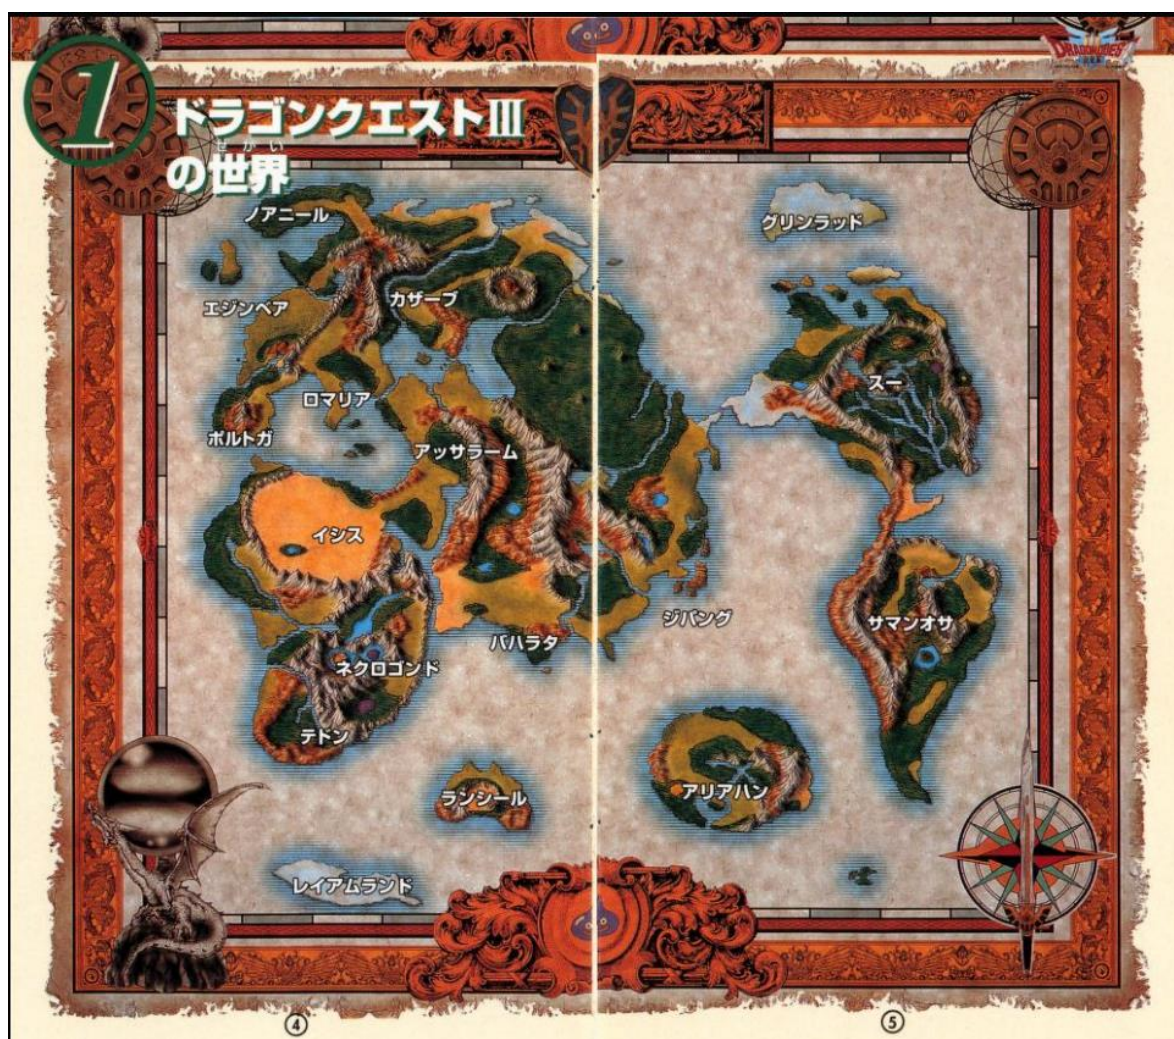 1
ドラゴンクエストⅢ
せかい
の世界
DRAGON QUEST
ノアニール
グリンラッド
エジンベア
カザーブ
スー
ロマリア
ポルトガ
アッサラーム
イシス
ジパング
サマンオサ
バハラタ
ネクロゴンド
テドン
ランシール
アリアハン
レイアムランド
④
⑤